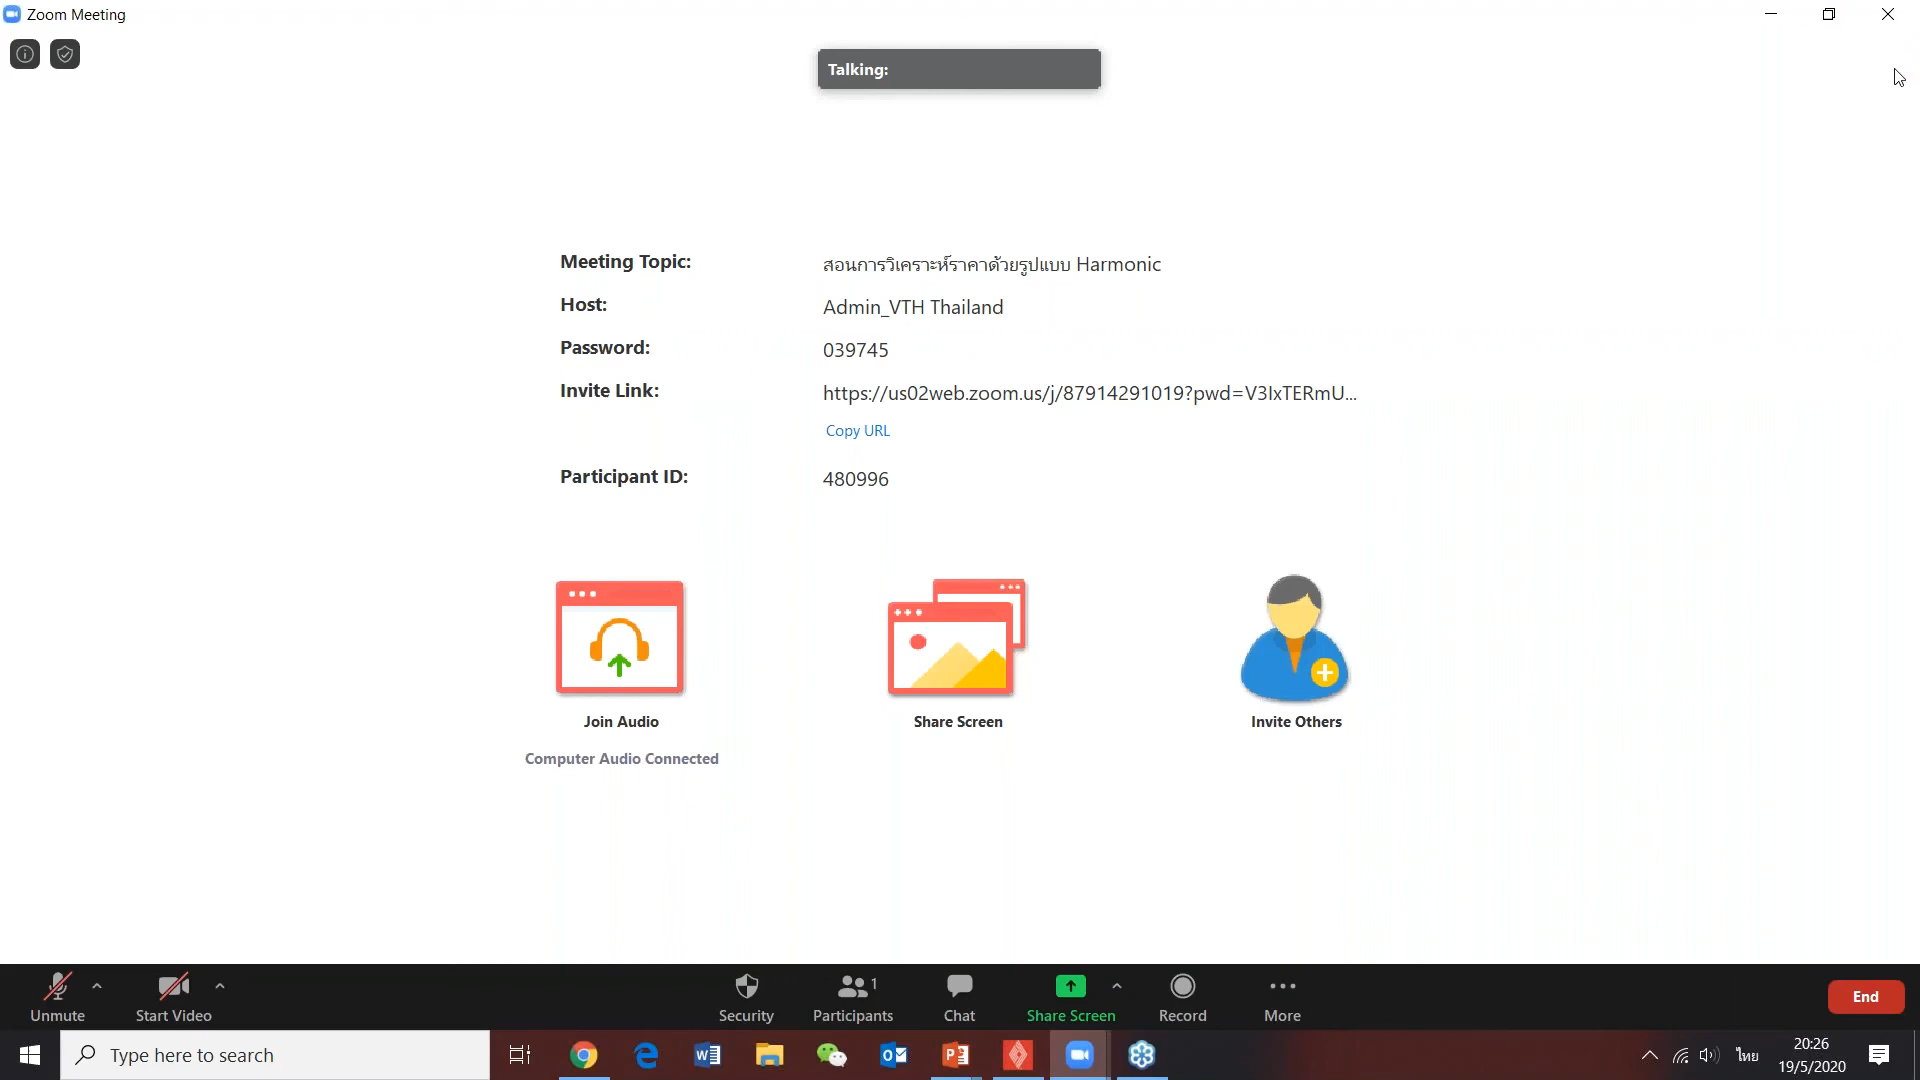 Zoom Meeting
Talking:
Meeting Topic: สอนการวิเคราะห์ราคาด้วยรูปแบบ Harmonic
Host: Admin_VTH Thailand
Password: 039745
Invite Link: https://us02web.zoom.us/j/87914291019?pwd=V3IxTERmU...
Copy URL
Participant ID: 480996
Join Audio Share Screen Invite Others
Computer Audio Connected
1
Unmute Start Video Security Participants Chat Share Screen Record More End
Type here to search
ไทย
20:26
19/5/2020